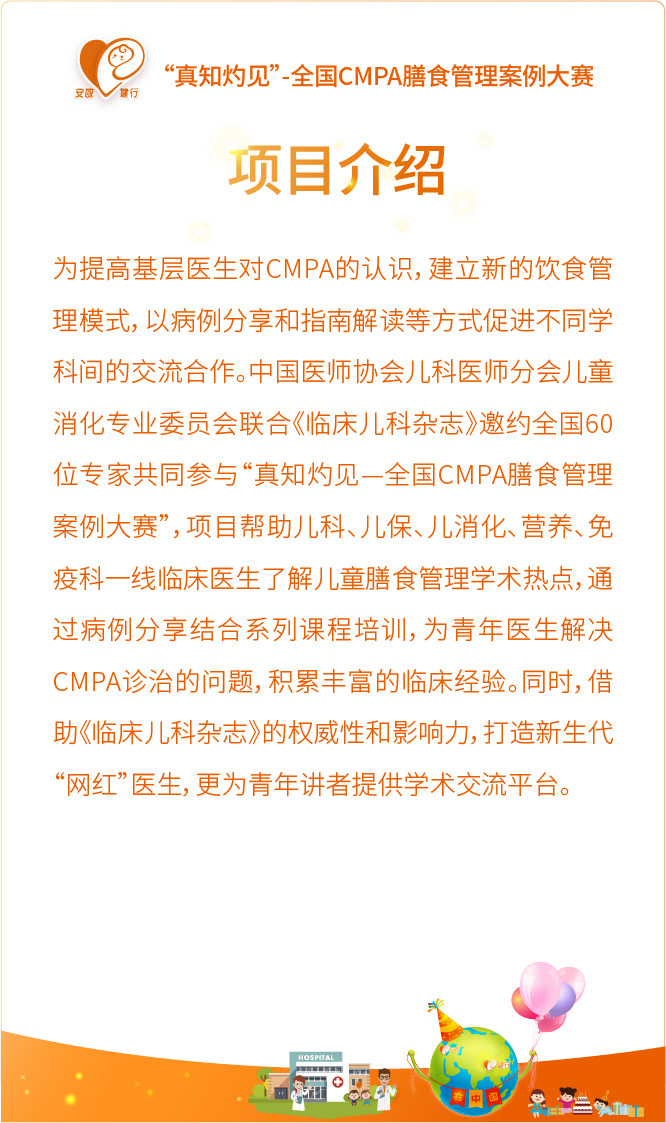 安敏 健行
“真知灼见”-全国CMPA膳食管理案例大赛
项目介绍
为提高基层医生对CMPA的认识，建立新的饮食管
理模式，以病例分享和指南解读等方式促进不同学
科间的交流合作。中国医师协会儿科医师分会儿童
消化专业委员会联合《临床儿科杂志》邀约全国60
位专家共同参与“真知灼见—全国CMPA膳食管理
案例大赛”，项目帮助儿科、儿保、儿消化、营养、免
疫科一线临床医生了解儿童膳食管理学术热点，通
过病例分享结合系列课程培训，为青年医生解决
CMPA诊治的问题，积累丰富的临床经验。同时，借
助《临床儿科杂志》的权威性和影响力，打造新生代
“网红”医生，更为青年讲者提供学术交流平台。
HOSPITAL
在中国